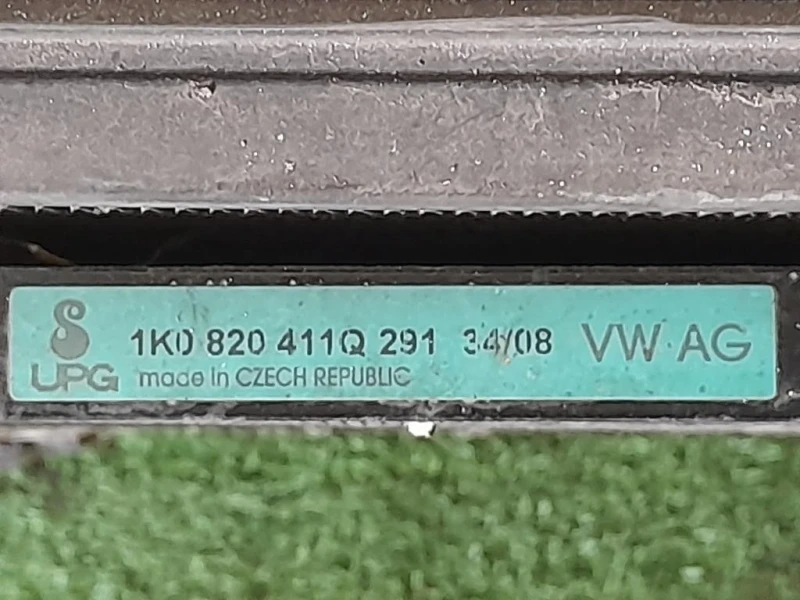 1K0 820 411Q 291 34/08 VW AG
UPG made in CZECH REPUBLIC